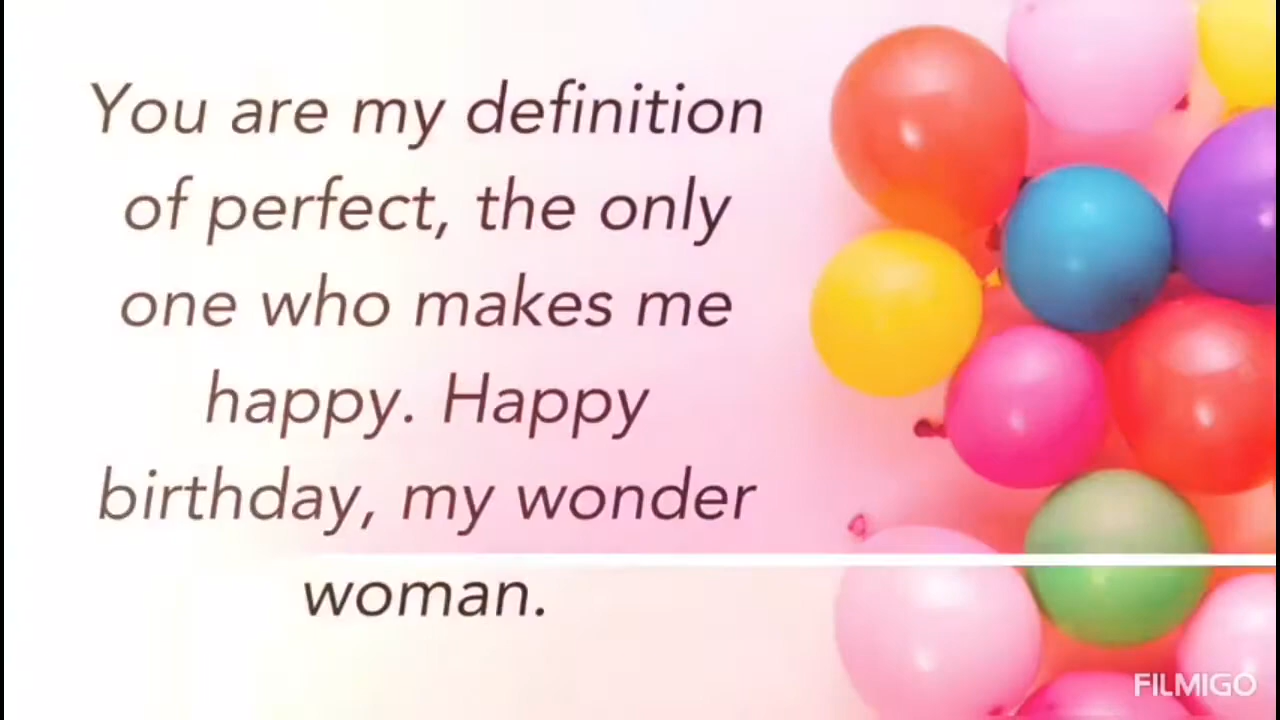 You are my definition
of perfect, the only
one who makes me
happy. Happy
birthday, my wonder
woman.
FILMIGO